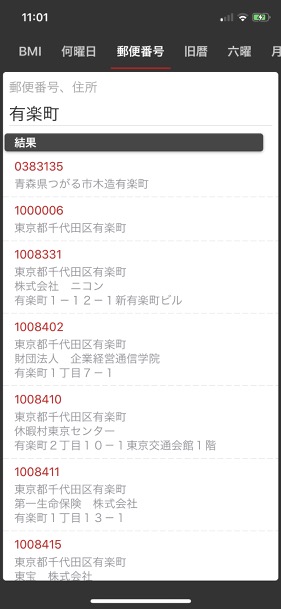 11:01
42
BMI 何曜日 郵便番号 旧暦 六曜 月
郵便番号、住所
有楽町
結果
0383135
青森県つがる市木造有楽町
1000006
東京都千代田区有楽町
1008331
東京都千代田区有楽町
株式会社　ニコン
有楽町１－１２－１新有楽町ビル
1008402
東京都千代田区有楽町
財団法人　企業経営通信学院
有楽町１丁目７－１
1008410
東京都千代田区有楽町
休暇村東京センター
有楽町２丁目１０－１東京交通会館１階
1008411
東京都千代田区有楽町
第一生命保険　株式会社
有楽町１丁目１３－１
1008415
東京都千代田区有楽町
東宝　株式会社